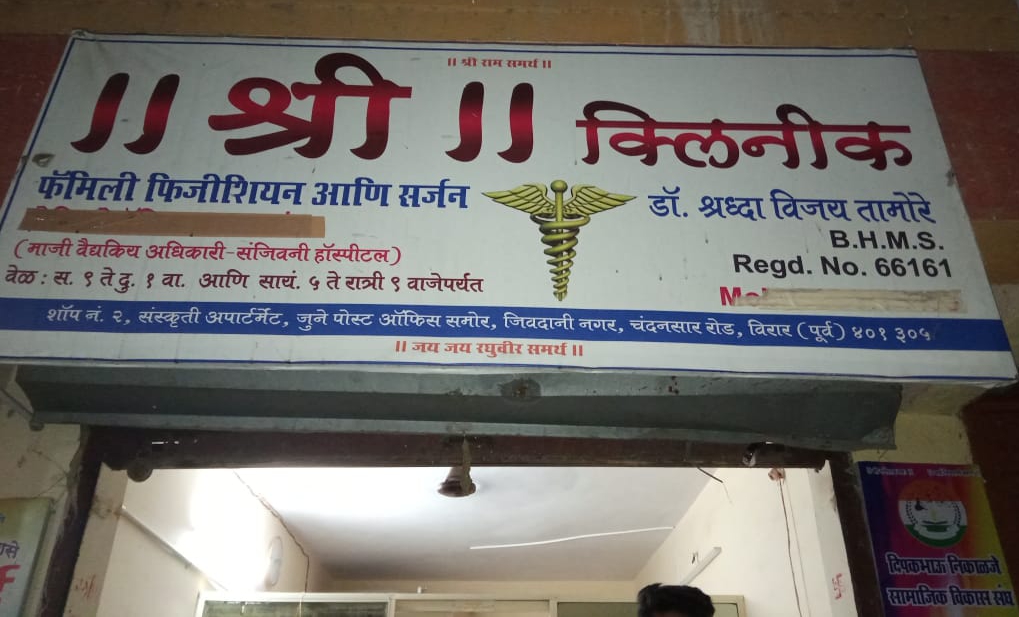 ॥ श्री राम समर्थ ॥
॥ श्री ॥ क्लिनीक
फॅमिली फिजीशियन आणि सर्जन
(माजी वैद्यकिय अधिकारी-संजिवनी हॉस्पीटल)
वेळ : स. ९ ते दु. १ वा. आणि सायं. ५ ते रात्री ९ वाजेपर्यंत
डॉ. श्रध्दा विजय तामोरे
B.H.M.S.
Regd. No. 66161
शॉप नं. २, संस्कृती अपार्टमेंट, जुने पोस्ट ऑफिस समोर, जिवदानी नगर, चंदनसार रोड, विरार (पूर्व) ४०१ ३०५
॥ जय जय रघुवीर समर्थ ॥
दिपकभाऊ निकाळजे
सामाजिक विकास संघ